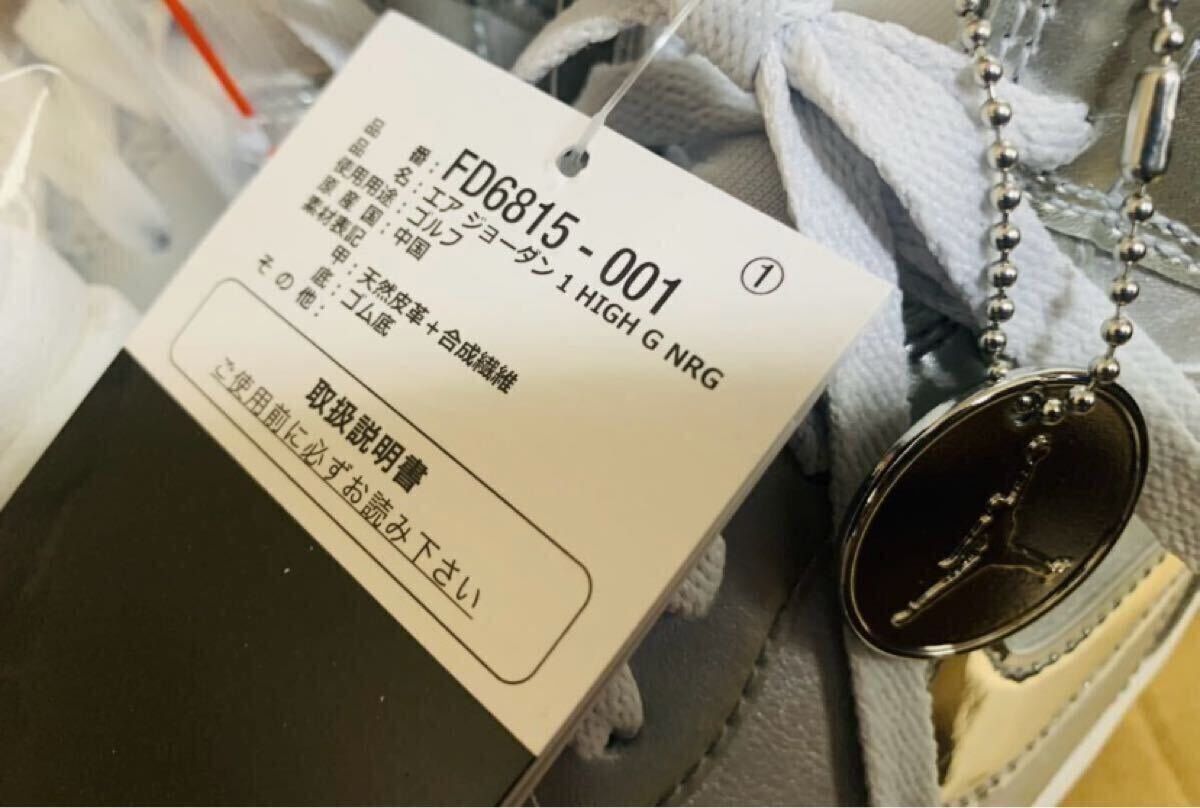 ①
品　番：FD6815-001
品　名：エア ジョーダン 1 HIGH G NRG
使用用途：ゴルフ
原産国：中国
素材表記
甲：天然皮革＋合成繊維
底：ゴム底
その他：
取扱説明書
ご使用前に必ずお読み下さい